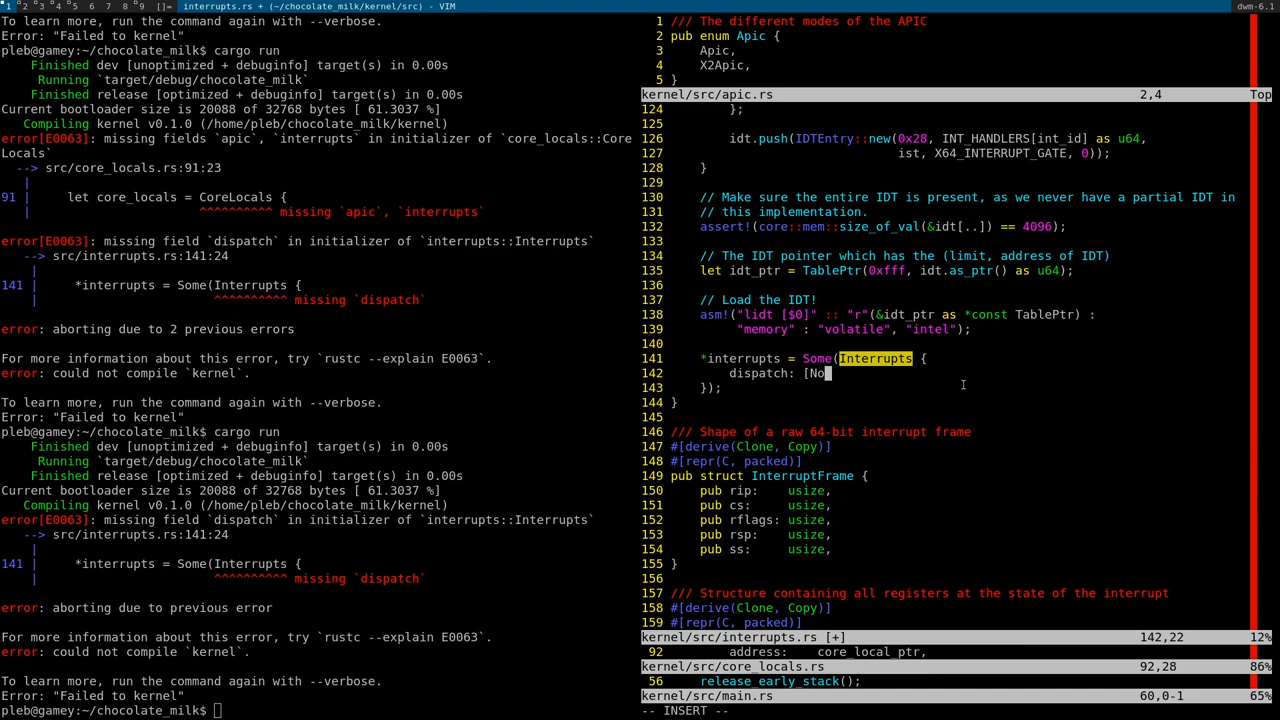 1 2 3 4 5 6 7 8 9 []= interrupts.rs + (~/chocolate_milk/kernel/src) - VIM dwm-6.1
To learn more, run the command again with --verbose.
Error: "Failed to kernel"
pleb@gamey:~/chocolate_milk$ cargo run
    Finished dev [unoptimized + debuginfo] target(s) in 0.00s
     Running `target/debug/chocolate_milk`
    Finished release [optimized + debuginfo] target(s) in 0.00s
Current bootloader size is 20088 of 32768 bytes [ 61.3037 %]
   Compiling kernel v0.1.0 (/home/pleb/chocolate_milk/kernel)
error[E0063]: missing fields `apic`, `interrupts` in initializer of `core_locals::Core
Locals`
  --> src/core_locals.rs:91:23
   |
91 |     let core_locals = CoreLocals {
   |                       ^^^^^^^^^^ missing `apic`, `interrupts`

error[E0063]: missing field `dispatch` in initializer of `interrupts::Interrupts`
   --> src/interrupts.rs:141:24
    |
141 |     *interrupts = Some(Interrupts {
    |                        ^^^^^^^^^^ missing `dispatch`

error: aborting due to 2 previous errors

For more information about this error, try `rustc --explain E0063`.
error: could not compile `kernel`.

To learn more, run the command again with --verbose.
Error: "Failed to kernel"
pleb@gamey:~/chocolate_milk$ cargo run
    Finished dev [unoptimized + debuginfo] target(s) in 0.00s
     Running `target/debug/chocolate_milk`
    Finished release [optimized + debuginfo] target(s) in 0.00s
Current bootloader size is 20088 of 32768 bytes [ 61.3037 %]
   Compiling kernel v0.1.0 (/home/pleb/chocolate_milk/kernel)
error[E0063]: missing field `dispatch` in initializer of `interrupts::Interrupts`
   --> src/interrupts.rs:141:24
    |
141 |     *interrupts = Some(Interrupts {
    |                        ^^^^^^^^^^ missing `dispatch`

error: aborting due to previous error

For more information about this error, try `rustc --explain E0063`.
error: could not compile `kernel`.

To learn more, run the command again with --verbose.
Error: "Failed to kernel"
pleb@gamey:~/chocolate_milk$
  1 /// The different modes of the APIC
  2 pub enum Apic {
  3     Apic,
  4     X2Apic,
  5 }
kernel/src/apic.rs 2,4 Top
124         };
125
126         idt.push(IDTEntry::new(0x28, INT_HANDLERS[int_id] as u64,
127                                ist, X64_INTERRUPT_GATE, 0));
128     }
129
130     // Make sure the entire IDT is present, as we never have a partial IDT in
131     // this implementation.
132     assert!(core::mem::size_of_val(&idt[..]) == 4096);
133
134     // The IDT pointer which has the (limit, address of IDT)
135     let idt_ptr = TablePtr(0xfff, idt.as_ptr() as u64);
136
137     // Load the IDT!
138     asm!("lidt [$0]" :: "r"(&idt_ptr as *const TablePtr) :
139          "memory" : "volatile", "intel");
140
141     *interrupts = Some(Interrupts {
142         dispatch: [No
143     });
144 }
145
146 /// Shape of a raw 64-bit interrupt frame
147 #[derive(Clone, Copy)]
148 #[repr(C, packed)]
149 pub struct InterruptFrame {
150     pub rip:    usize,
151     pub cs:     usize,
152     pub rflags: usize,
153     pub rsp:    usize,
154     pub ss:     usize,
155 }
156
157 /// Structure containing all registers at the state of the interrupt
158 #[derive(Clone, Copy)]
159 #[repr(C, packed)]
kernel/src/interrupts.rs [+] 142,22 12%
 92         address:    core_local_ptr,
kernel/src/core_locals.rs 92,28 86%
 56     release_early_stack();
kernel/src/main.rs 60,0-1 65%
-- INSERT --